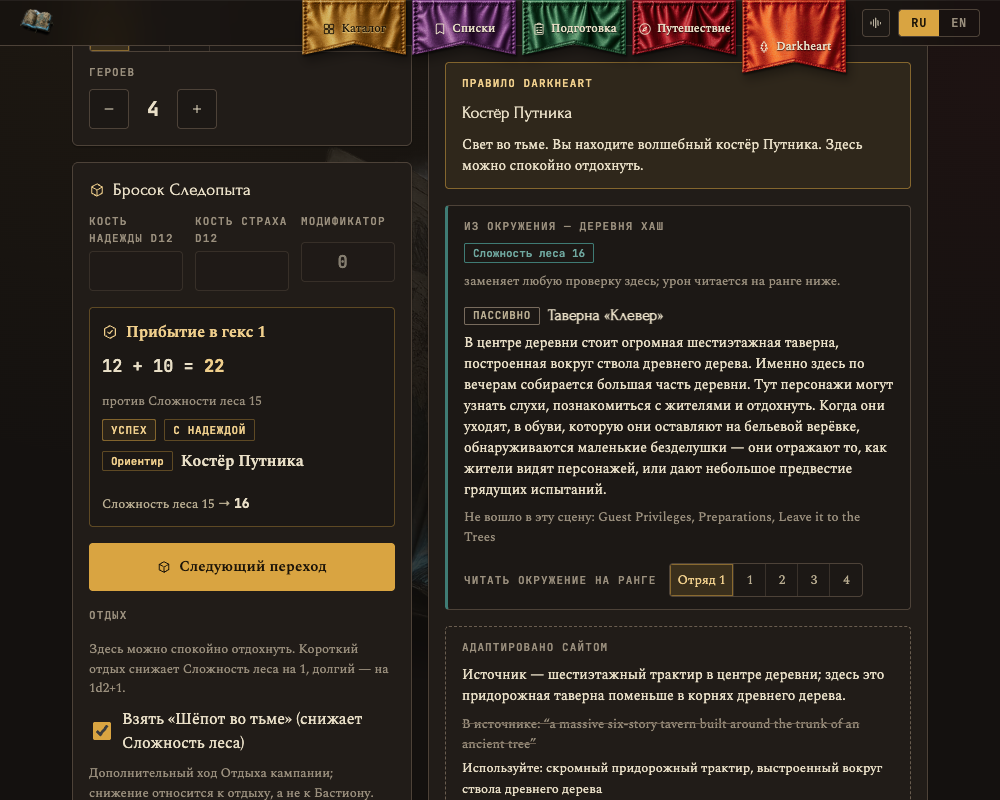 Каталог
Списки
Подготовка
Путешествие
Darkheart
RU
EN
ГЕРОЕВ
− 4 +
Бросок Следопыта
КОСТЬ НАДЕЖДЫ D12
КОСТЬ СТРАХА D12
МОДИФИКАТОР
0
Прибытие в гекс 1
12 + 10 = 22
против Сложности леса 15
УСПЕХ
С НАДЕЖДОЙ
Ориентир Костёр Путника
Сложность леса 15 → 16
Следующий переход
ОТДЫХ
Здесь можно спокойно отдохнуть. Короткий
отдых снижает Сложность леса на 1, долгий — на
1d2+1.
Взять «Шёпот во тьме» (снижает
Сложность леса)
Дополнительный ход Отдыха кампании;
снижение относится к отдыху, а не к Бастиону.
ПРАВИЛО DARKHEART
Костёр Путника
Свет во тьме. Вы находите волшебный костёр Путника. Здесь
можно спокойно отдохнуть.
ИЗ ОКРУЖЕНИЯ — ДЕРЕВНЯ ХАШ
Сложность леса 16
заменяет любую проверку здесь; урон читается на ранге ниже.
ПАССИВНО Таверна «Клевер»
В центре деревни стоит огромная шестиэтажная таверна,
построенная вокруг ствола древнего дерева. Именно здесь по
вечерам собирается большая часть деревни. Тут персонажи могут
узнать слухи, познакомиться с жителями и отдохнуть. Когда они
уходят, в обуви, которую они оставляют на бельевой верёвке,
обнаруживаются маленькие безделушки — они отражают то, как
жители видят персонажей, или дают небольшое предвестие
грядущих испытаний.
Не вошло в эту сцену: Guest Privileges, Preparations, Leave it to the
Trees
ЧИТАТЬ ОКРУЖЕНИЕ НА РАНГЕ
Отряд 1 1 2 3 4
АДАПТИРОВАНО САЙТОМ
Источник — шестиэтажный трактир в центре деревни; здесь это
придорожная таверна поменьше в корнях древнего дерева.
В источнике: “a massive six-story tavern built around the trunk of an
ancient tree”
Используйте: скромный придорожный трактир, выстроенный вокруг
ствола древнего дерева